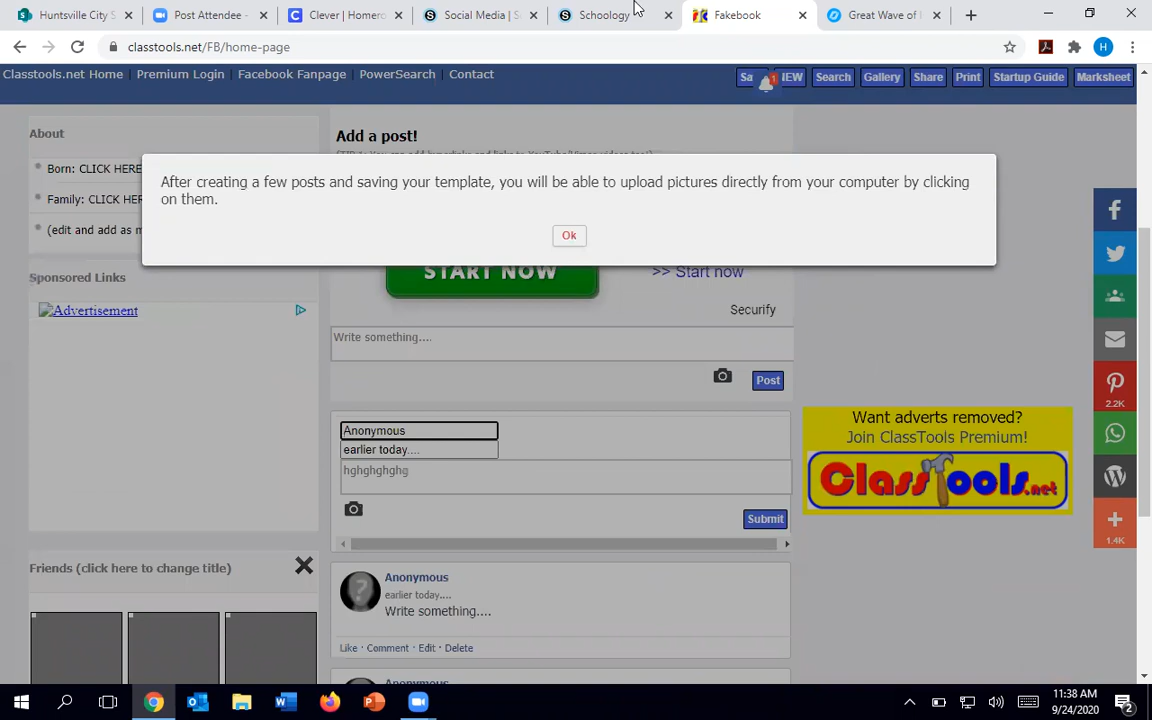 Huntsville City S
Post Attendee -
Clever | Homero
Social Media | S
Schoology
Fakebook
Great Wave of
classtools.net/FB/home-page
H
Classtools.net Home | Premium Login | Facebook Fanpage | PowerSearch | Contact
Sa
1
NEW
Search
Gallery
Share
Print
Startup Guide
Marksheet
About
Add a post!
Born: CLICK HERE
Family: CLICK HER
(edit and add as m
After creating a few posts and saving your template, you will be able to upload pictures directly from your computer by clicking
on them.
Ok
Sponsored Links
START NOW
>> Start now
Advertisement
Securify
Write something....
Post
2.2K
Want adverts removed?
Join ClassTools Premium!
ClassTools.net
Anonymous
earlier today....
hghghghghg
Submit
1.4K
Friends (click here to change title)
Anonymous
earlier today....
Write something....
Like · Comment · Edit · Delete
Anonymous
11:38 AM
9/24/2020
2